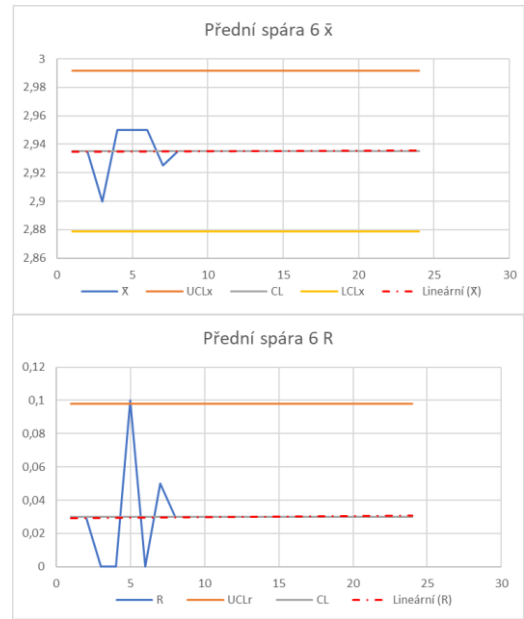 Přední spára 6 x̄
3
2,98
2,96
2,94
2,92
2,9
2,88
2,86
0 5 10 15 20 25 30
X̄ UCLx CL LCLx Lineární (X̄)
Přední spára 6 R
0,12
0,1
0,08
0,06
0,04
0,02
0
0 5 10 15 20 25 30
R UCLr CL Lineární (R)